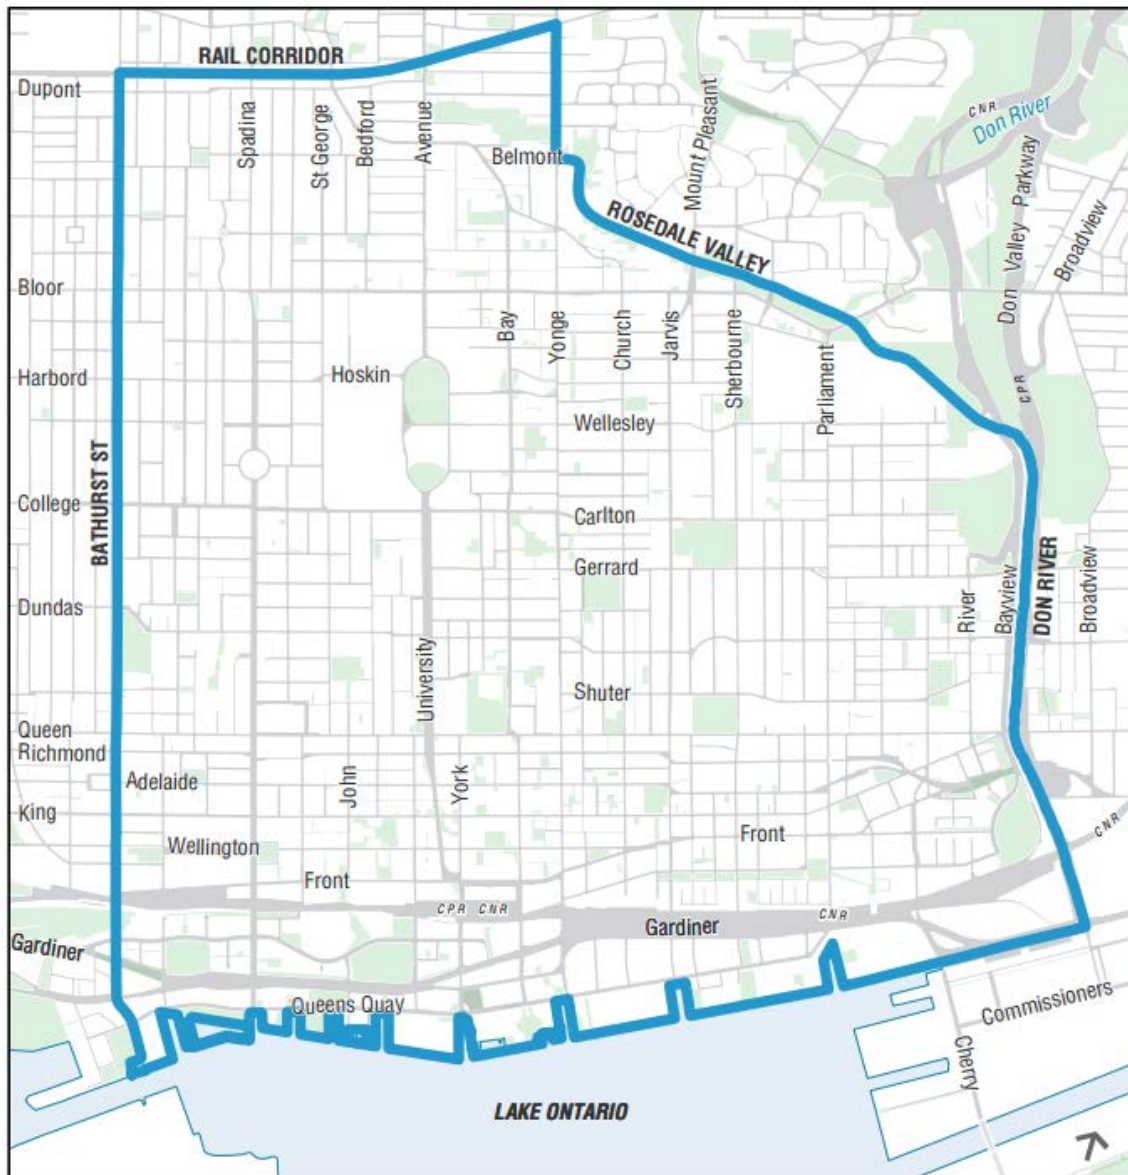 RAIL CORRIDOR
Dupont
Spadina
St George
Bedford
Avenue
Mount Pleasant
CNR
Don River
Don Valley Parkway
Belmont
ROSEDALE VALLEY
Broadview
Bloor
Bay
Yonge
Church
Jarvis
Sherbourne
Parliament
CPR
Harbord
Hoskin
Wellesley
BATHURST ST
College
Carlton
Gerrard
Dundas
River
Bayview
DON RIVER
Broadview
University
Shuter
Queen
Richmond
Adelaide
John
York
King
Wellington
Front
Front
CNR
CPR CNR
CNR
Gardiner
Gardiner
Queens Quay
Commissioners
Cherry
LAKE ONTARIO